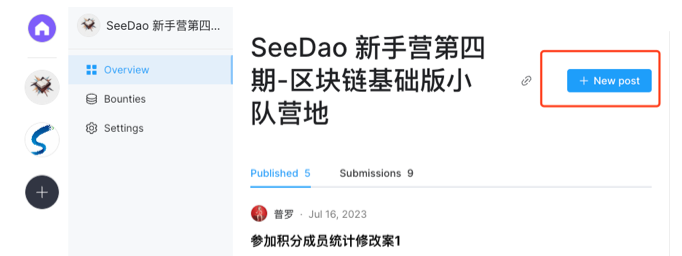 SeeDao 新手营第四...
Overview
Bounties
Settings
SeeDao 新手营第四
期-区块链基础版小
队营地
+ New post
Published 5
Submissions 9
普罗 · Jul 16, 2023
参加积分成员统计修改案1